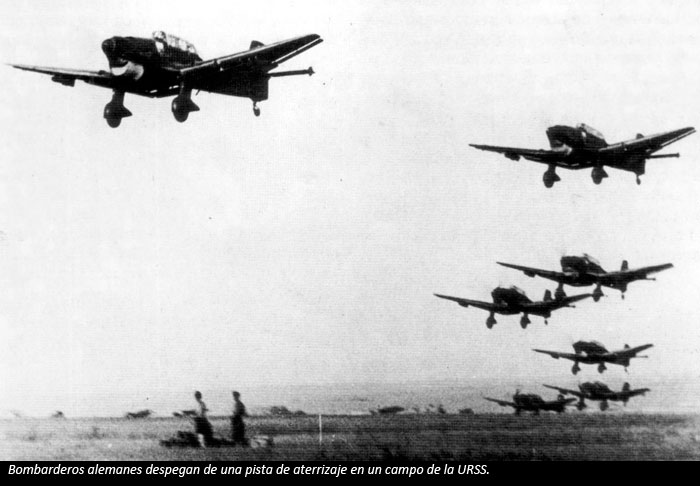 Bombarderos alemanes despegan de una pista de aterrizaje en un campo de la URSS.